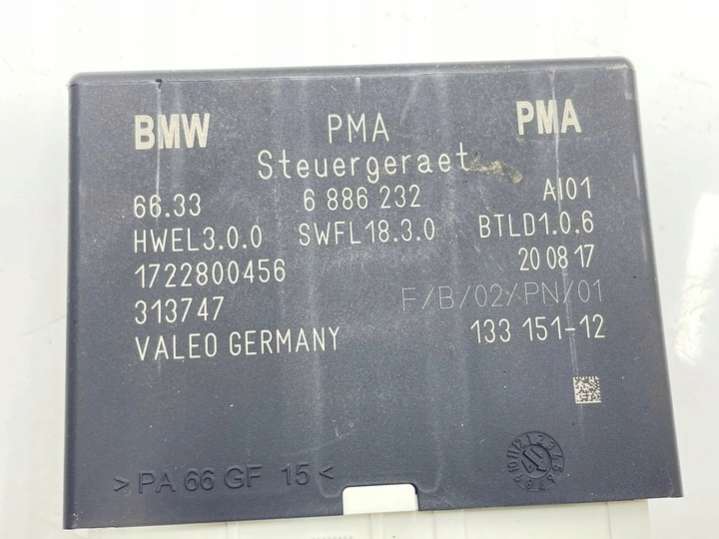 BMW PMA PMA
Steuergeraet
66.33 6 886 232 AI01
HWEL3.0.0 SWFL18.3.0 BTLD1.0.6
1722800456 20 08 17
313747 F/B/02/PN/01
VALEO GERMANY 133 151-12
>PA 66 GF 15<